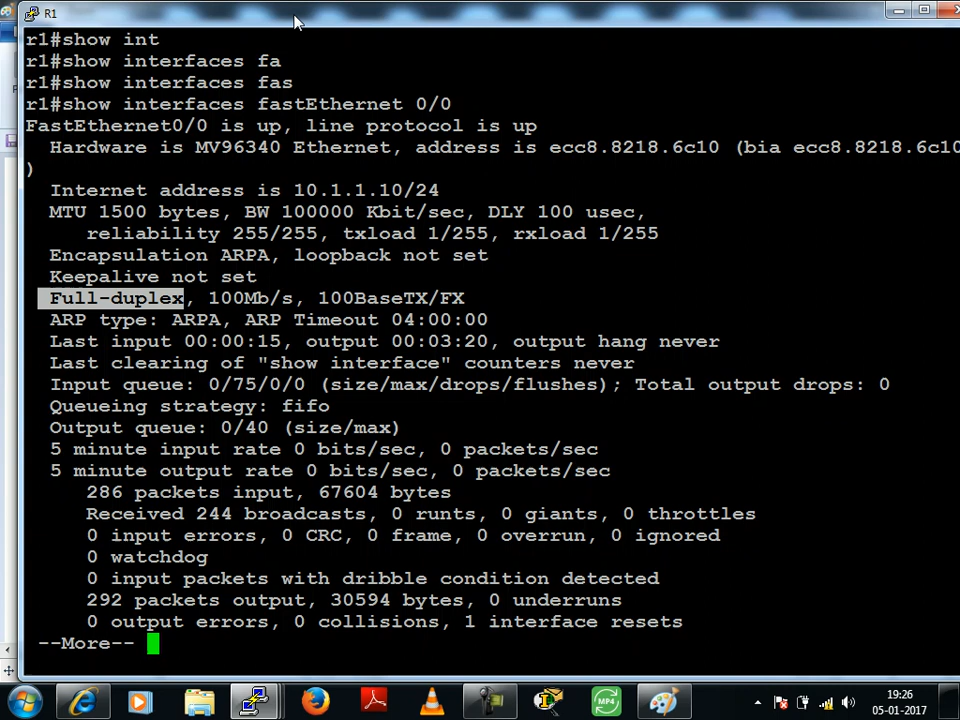 R1
r1#show int
r1#show interfaces fa
r1#show interfaces fas
r1#show interfaces fastEthernet 0/0
FastEthernet0/0 is up, line protocol is up
Hardware is MV96340 Ethernet, address is ecc8.8218.6c10 (bia ecc8.8218.6c10
)
Internet address is 10.1.1.10/24
MTU 1500 bytes, BW 100000 Kbit/sec, DLY 100 usec,
reliability 255/255, txload 1/255, rxload 1/255
Encapsulation ARPA, loopback not set
Keepalive not set
Full-duplex, 100Mb/s, 100BaseTX/FX
ARP type: ARPA, ARP Timeout 04:00:00
Last input 00:00:15, output 00:03:20, output hang never
Last clearing of "show interface" counters never
Input queue: 0/75/0/0 (size/max/drops/flushes); Total output drops: 0
Queueing strategy: fifo
Output queue: 0/40 (size/max)
5 minute input rate 0 bits/sec, 0 packets/sec
5 minute output rate 0 bits/sec, 0 packets/sec
286 packets input, 67604 bytes
Received 244 broadcasts, 0 runts, 0 giants, 0 throttles
0 input errors, 0 CRC, 0 frame, 0 overrun, 0 ignored
0 watchdog
0 input packets with dribble condition detected
292 packets output, 30594 bytes, 0 underruns
0 output errors, 0 collisions, 1 interface resets
--More--
MP4
19:26
05-01-2017